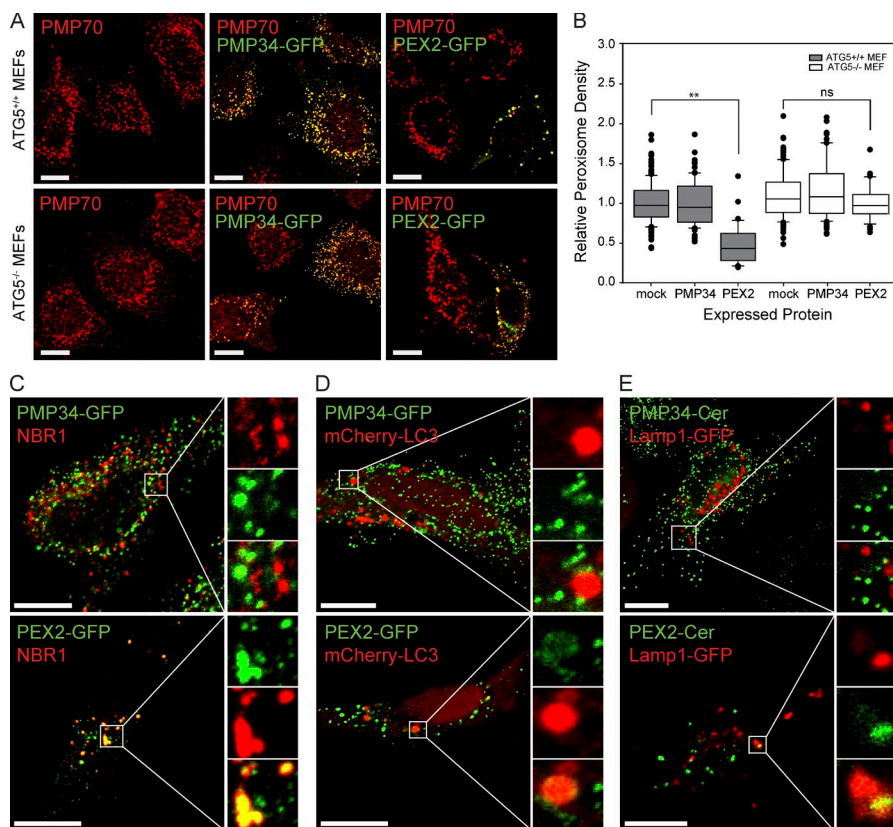 A
PMP70
PMP70
PMP34-GFP
PMP70
PEX2-GFP
ATG5+/+ MEFs
PMP70
PMP70
PMP34-GFP
PMP70
PEX2-GFP
ATG5-/- MEFs
B
Relative Peroxisome Density
3.0
2.5
2.0
1.5
1.0
0.5
0.0
ATG5+/+ MEF
ATG5-/- MEF
**
ns
mock PMP34 PEX2 mock PMP34 PEX2
Expressed Protein
C
PMP34-GFP
NBR1
PEX2-GFP
NBR1
D
PMP34-GFP
mCherry-LC3
PEX2-GFP
mCherry-LC3
E
PMP34-Cer
Lamp1-GFP
PEX2-Cer
Lamp1-GFP